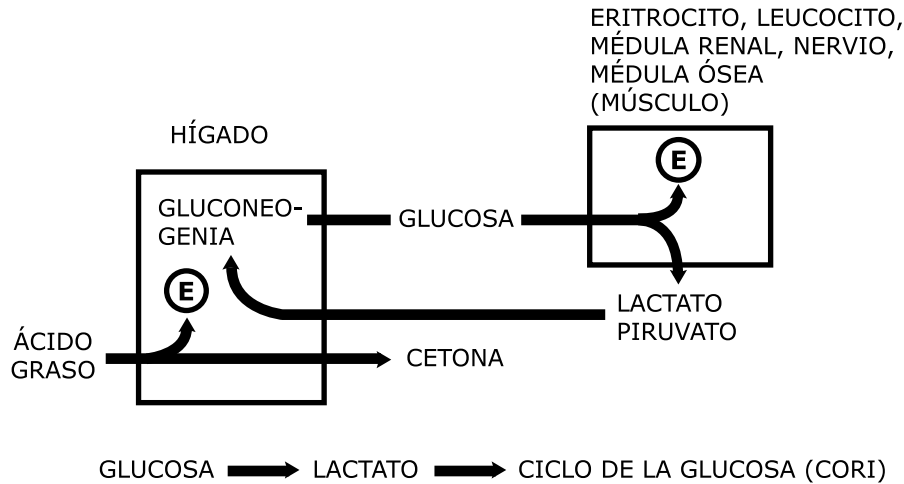 ERITROCITO, LEUCOCITO,
MÉDULA RENAL, NERVIO,
MÉDULA ÓSEA
(MÚSCULO)
HÍGADO
E
GLUCONEO-
GENIA
GLUCOSA
E
LACTATO
PIRUVATO
ÁCIDO
GRASO
CETONA
GLUCOSA LACTATO CICLO DE LA GLUCOSA (CORI)